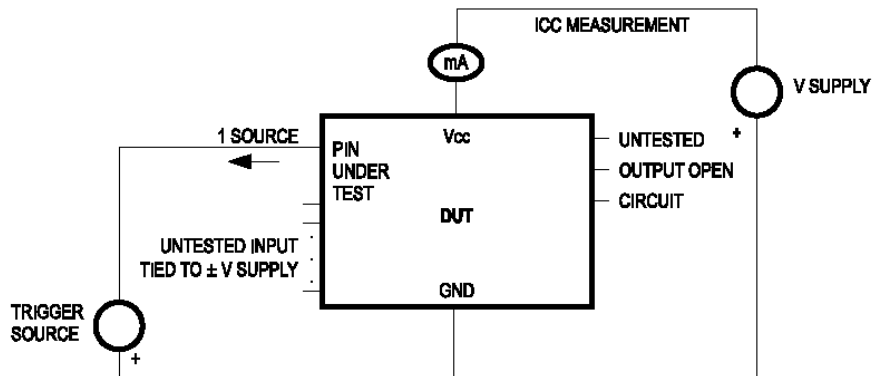 ICC MEASUREMENT
mA
V SUPPLY
+
1 SOURCE
Vcc
PIN
UNDER
TEST
UNTESTED
OUTPUT OPEN
CIRCUIT
DUT
UNTESTED INPUT
TIED TO ± V SUPPLY
GND
TRIGGER
SOURCE
+